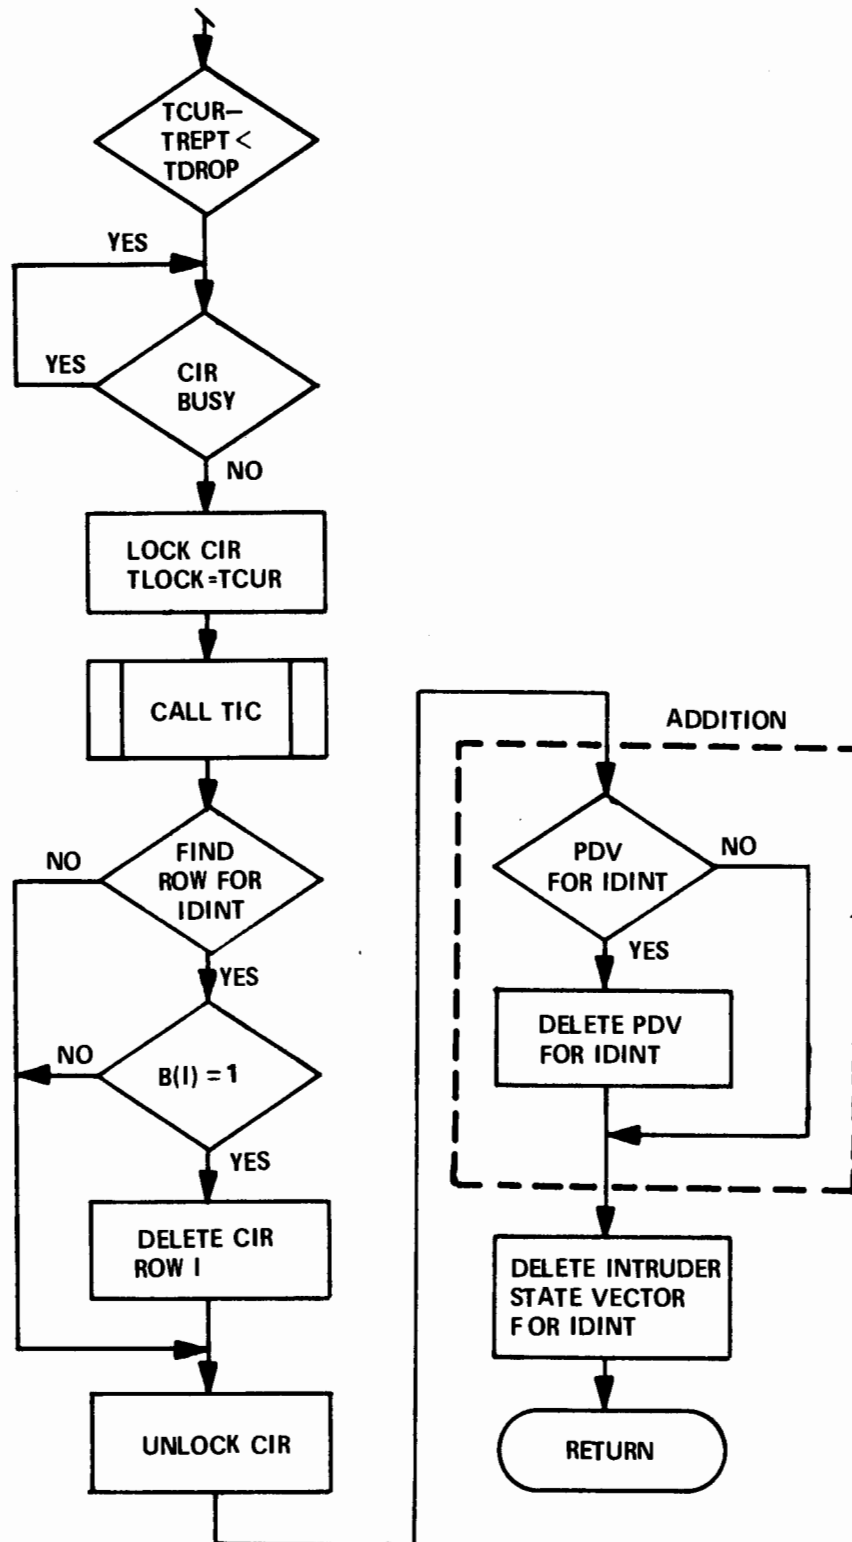 TCUR–
TREPT <
TDROP
YES
YES
CIR
BUSY
NO
LOCK CIR
TLOCK=TCUR
CALL TIC
FIND
ROW FOR
IDINT
NO
YES
B(I) = 1
NO
YES
DELETE CIR
ROW I
UNLOCK CIR
ADDITION
PDV
FOR IDINT
NO
YES
DELETE PDV
FOR IDINT
DELETE INTRUDER
STATE VECTOR
FOR IDINT
RETURN